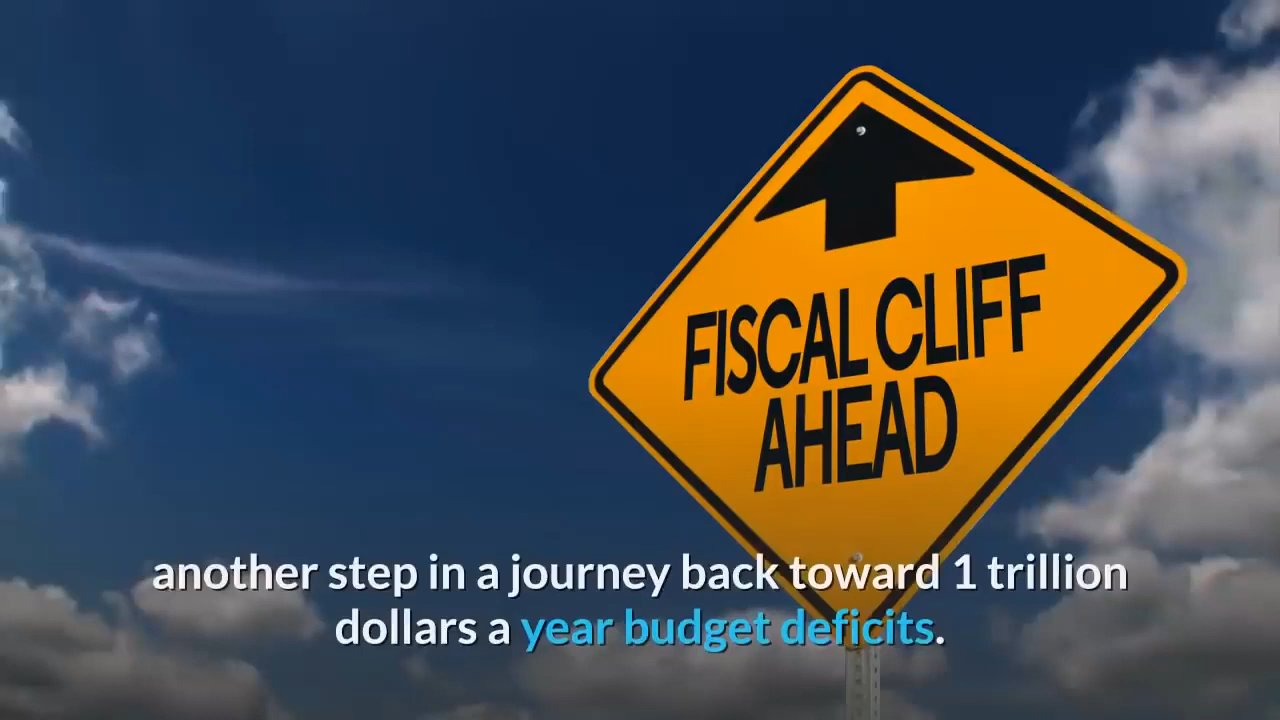 FISCAL CLIFF
AHEAD
another step in a journey back toward 1 trillion
dollars a year budget deficits.